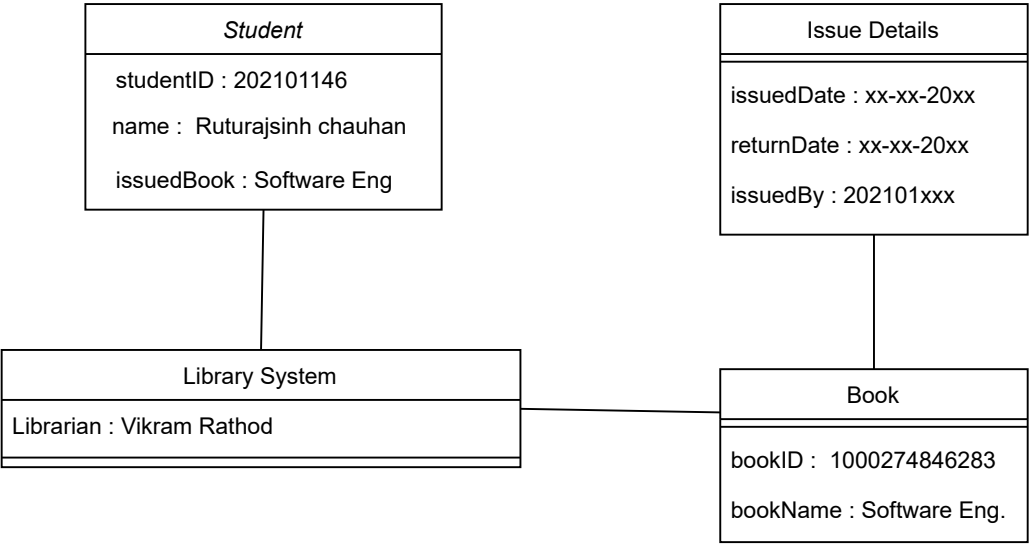 Student
studentID : 202101146
name :  Ruturajsinh chauhan
issuedBook : Software Eng
Issue Details
issuedDate : xx-xx-20xx
returnDate : xx-xx-20xx
issuedBy : 202101xxx
Library System
Librarian : Vikram Rathod
Book
bookID :  1000274846283
bookName : Software Eng.